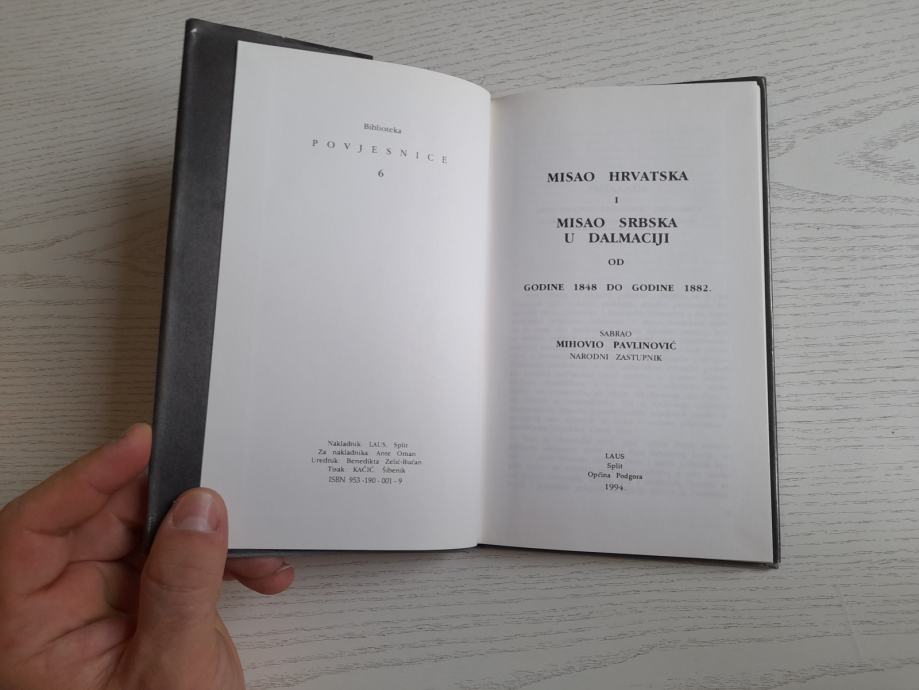 Biblioteka
POVJESNICE
6
Nakladnik: LAUS, Split
Za nakladnika Ante Oman
Urednik: Benedikta Zelić-Bučan
Tisak KAČIĆ, Šibenik
ISBN 953 -190 -001 - 9
MISAO HRVATSKA
I
MISAO SRBSKA
U DALMACIJI
OD
GODINE 1848 DO GODINE 1882.
SABRAO
MIHOVIO PAVLINOVIĆ
NARODNI ZASTUPNIK
LAUS
Split
Općina Podgora
1994.